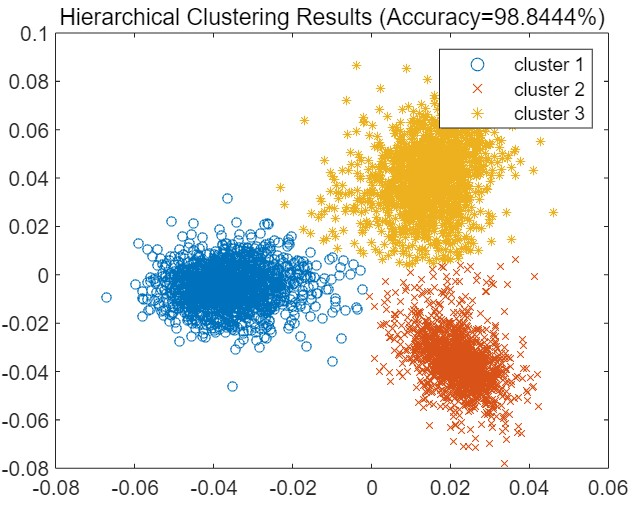 Hierarchical Clustering Results (Accuracy=98.8444%)
0.1
0.08
0.06
0.04
0.02
0
-0.02
-0.04
-0.06
-0.08
cluster 1
cluster 2
cluster 3
-0.08 -0.06 -0.04 -0.02 0 0.02 0.04 0.06